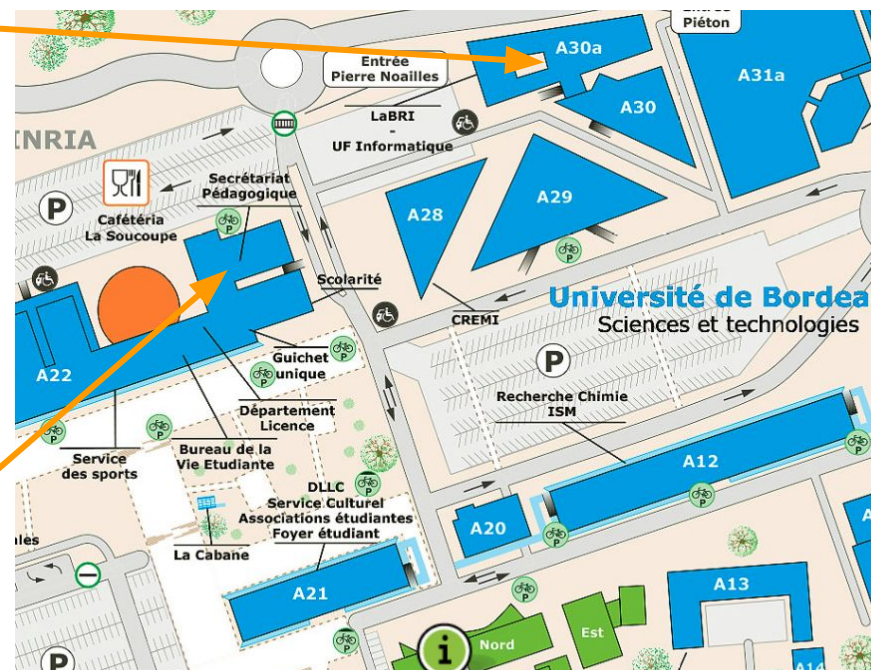 Entrée
Piéton
A30a
Entrée
Pierre Noailles
A31a
LaBRI
-
UF Informatique
A30
INRIA
Secrétariat
Pédagogique
P
Cafétéria
La Soucoupe
P
A28
A29
P
Scolarité
CREMI
Université de Bordea
Sciences et technologies
Guichet
unique
P
P
P
A22
Département
Licence
Recherche Chimie
ISM
P
P
Service
des sports
Bureau de la
Vie Etudiante
A12
P
DLLC
Service Culturel
Associations étudiantes
Foyer étudiant
P
P
A20
P
A
ales
La Cabane
A21
P
A13
P
Nord
Est
i
P
A14